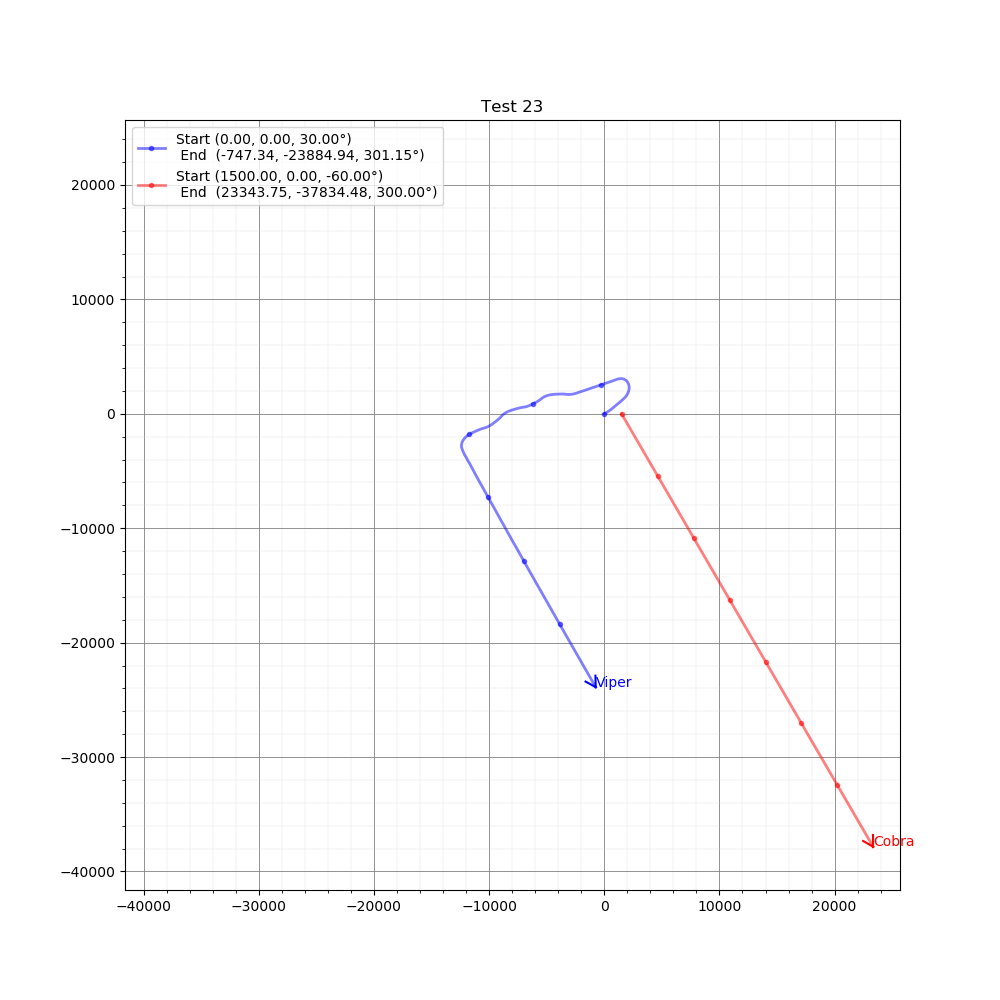 Test 23
Start (0.00, 0.00, 30.00°)
End (-747.34, -23884.94, 301.15°)
Start (1500.00, 0.00, -60.00°)
End (23343.75, -37834.48, 300.00°)
20000
10000
0
−10000
−20000
−30000
−40000
Viper
Cobra
−40000 −30000 −20000 −10000 0 10000 20000